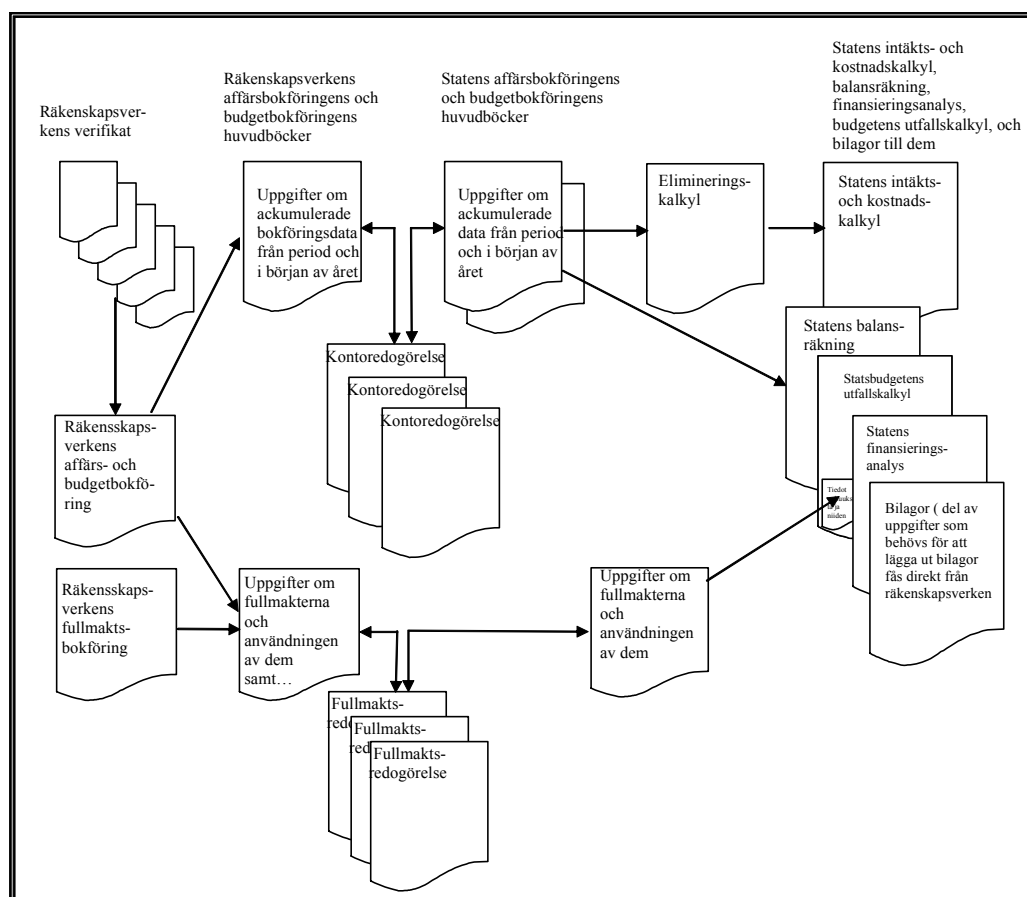 Räkenskapsver-
kens verifikat
Räkenskapsverkens
affärsbokföringens och
budgetbokföringens
huvudböcker
Statens affärsbokföringens
och budgetbokföringens
huvudböcker
Statens intäkts- och
kostnadskalkyl,
balansräkning,
finansieringsanalys,
budgetens utfallskalkyl, och
bilagor till dem
Uppgifter om
ackumulerade
bokföringsdata
från period och
i början av året
Uppgifter om
ackumulerade
data från period
och i början av
året
Eliminerings-
kalkyl
Statens intäkts-
och kostnads-
kalkyl
Kontoredogörelse
Kontoredogörelse
Kontoredogörelse
Statens balans-
räkning
Statsbudgetens
utfallskalkyl
Statens
finansierings-
analys
Tiedot
ja
niiden
Bilagor ( del av
uppgifter som
behövs för att
lägga ut bilagor
fås direkt från
räkenskapsverken
Räkensskaps-
verkens
affärs- och
budgetbokfö-
ring
Räkensskaps-
verkens
fullmakts-
bokföring
Uppgifter om
fullmakterna
och
användningen
av dem
samt…
Uppgifter om
fullmakterna
och
användningen
av dem
Fullmakts-
Fullmakts-
Fullmakts-
redogörelse